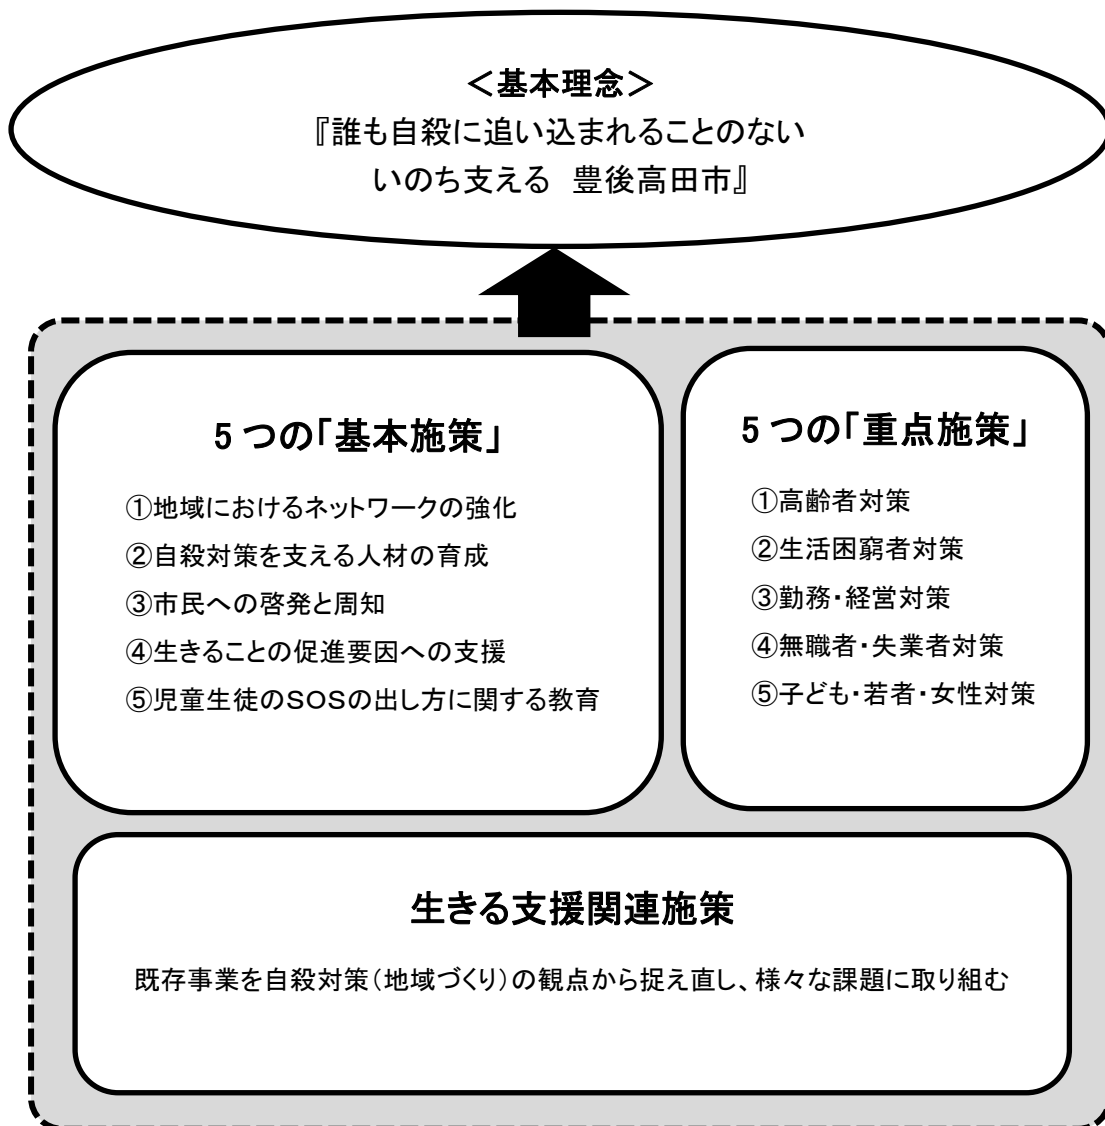 ＜基本理念＞
『誰も自殺に追い込まれることのない
いのち支える　豊後高田市』
5つの「基本施策」
①地域におけるネットワークの強化
②自殺対策を支える人材の育成
③市民への啓発と周知
④生きることの促進要因への支援
⑤児童生徒のSOSの出し方に関する教育
5つの「重点施策」
①高齢者対策
②生活困窮者対策
③勤務・経営対策
④無職者・失業者対策
⑤子ども・若者・女性対策
生きる支援関連施策
既存事業を自殺対策（地域づくり）の観点から捉え直し、様々な課題に取り組む